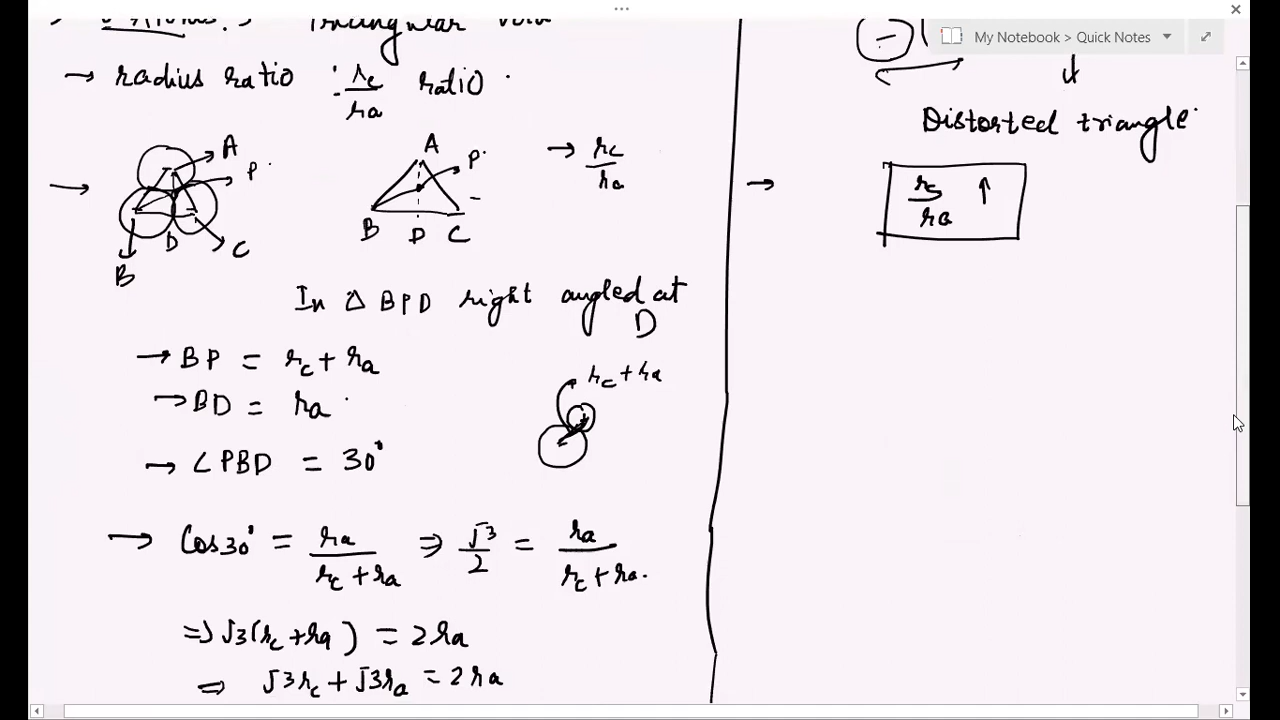 Triangular void
→ radius ratio : rc/ra ratio
→ A P B D C
A P B D C
→ rc/ra
In △ BPD right angled at D
→ BP = rc + ra
→ BD = ra
rc + ra
→ ∠PBD = 30°
→ Cos30° = ra/(rc + ra) ⇒ √3/2 = ra/(rc + ra)
⇒ √3(rc + ra) = 2ra
⇒ √3rc + √3ra = 2ra
My Notebook > Quick Notes
Distorted triangle
→ rc/ra ↑